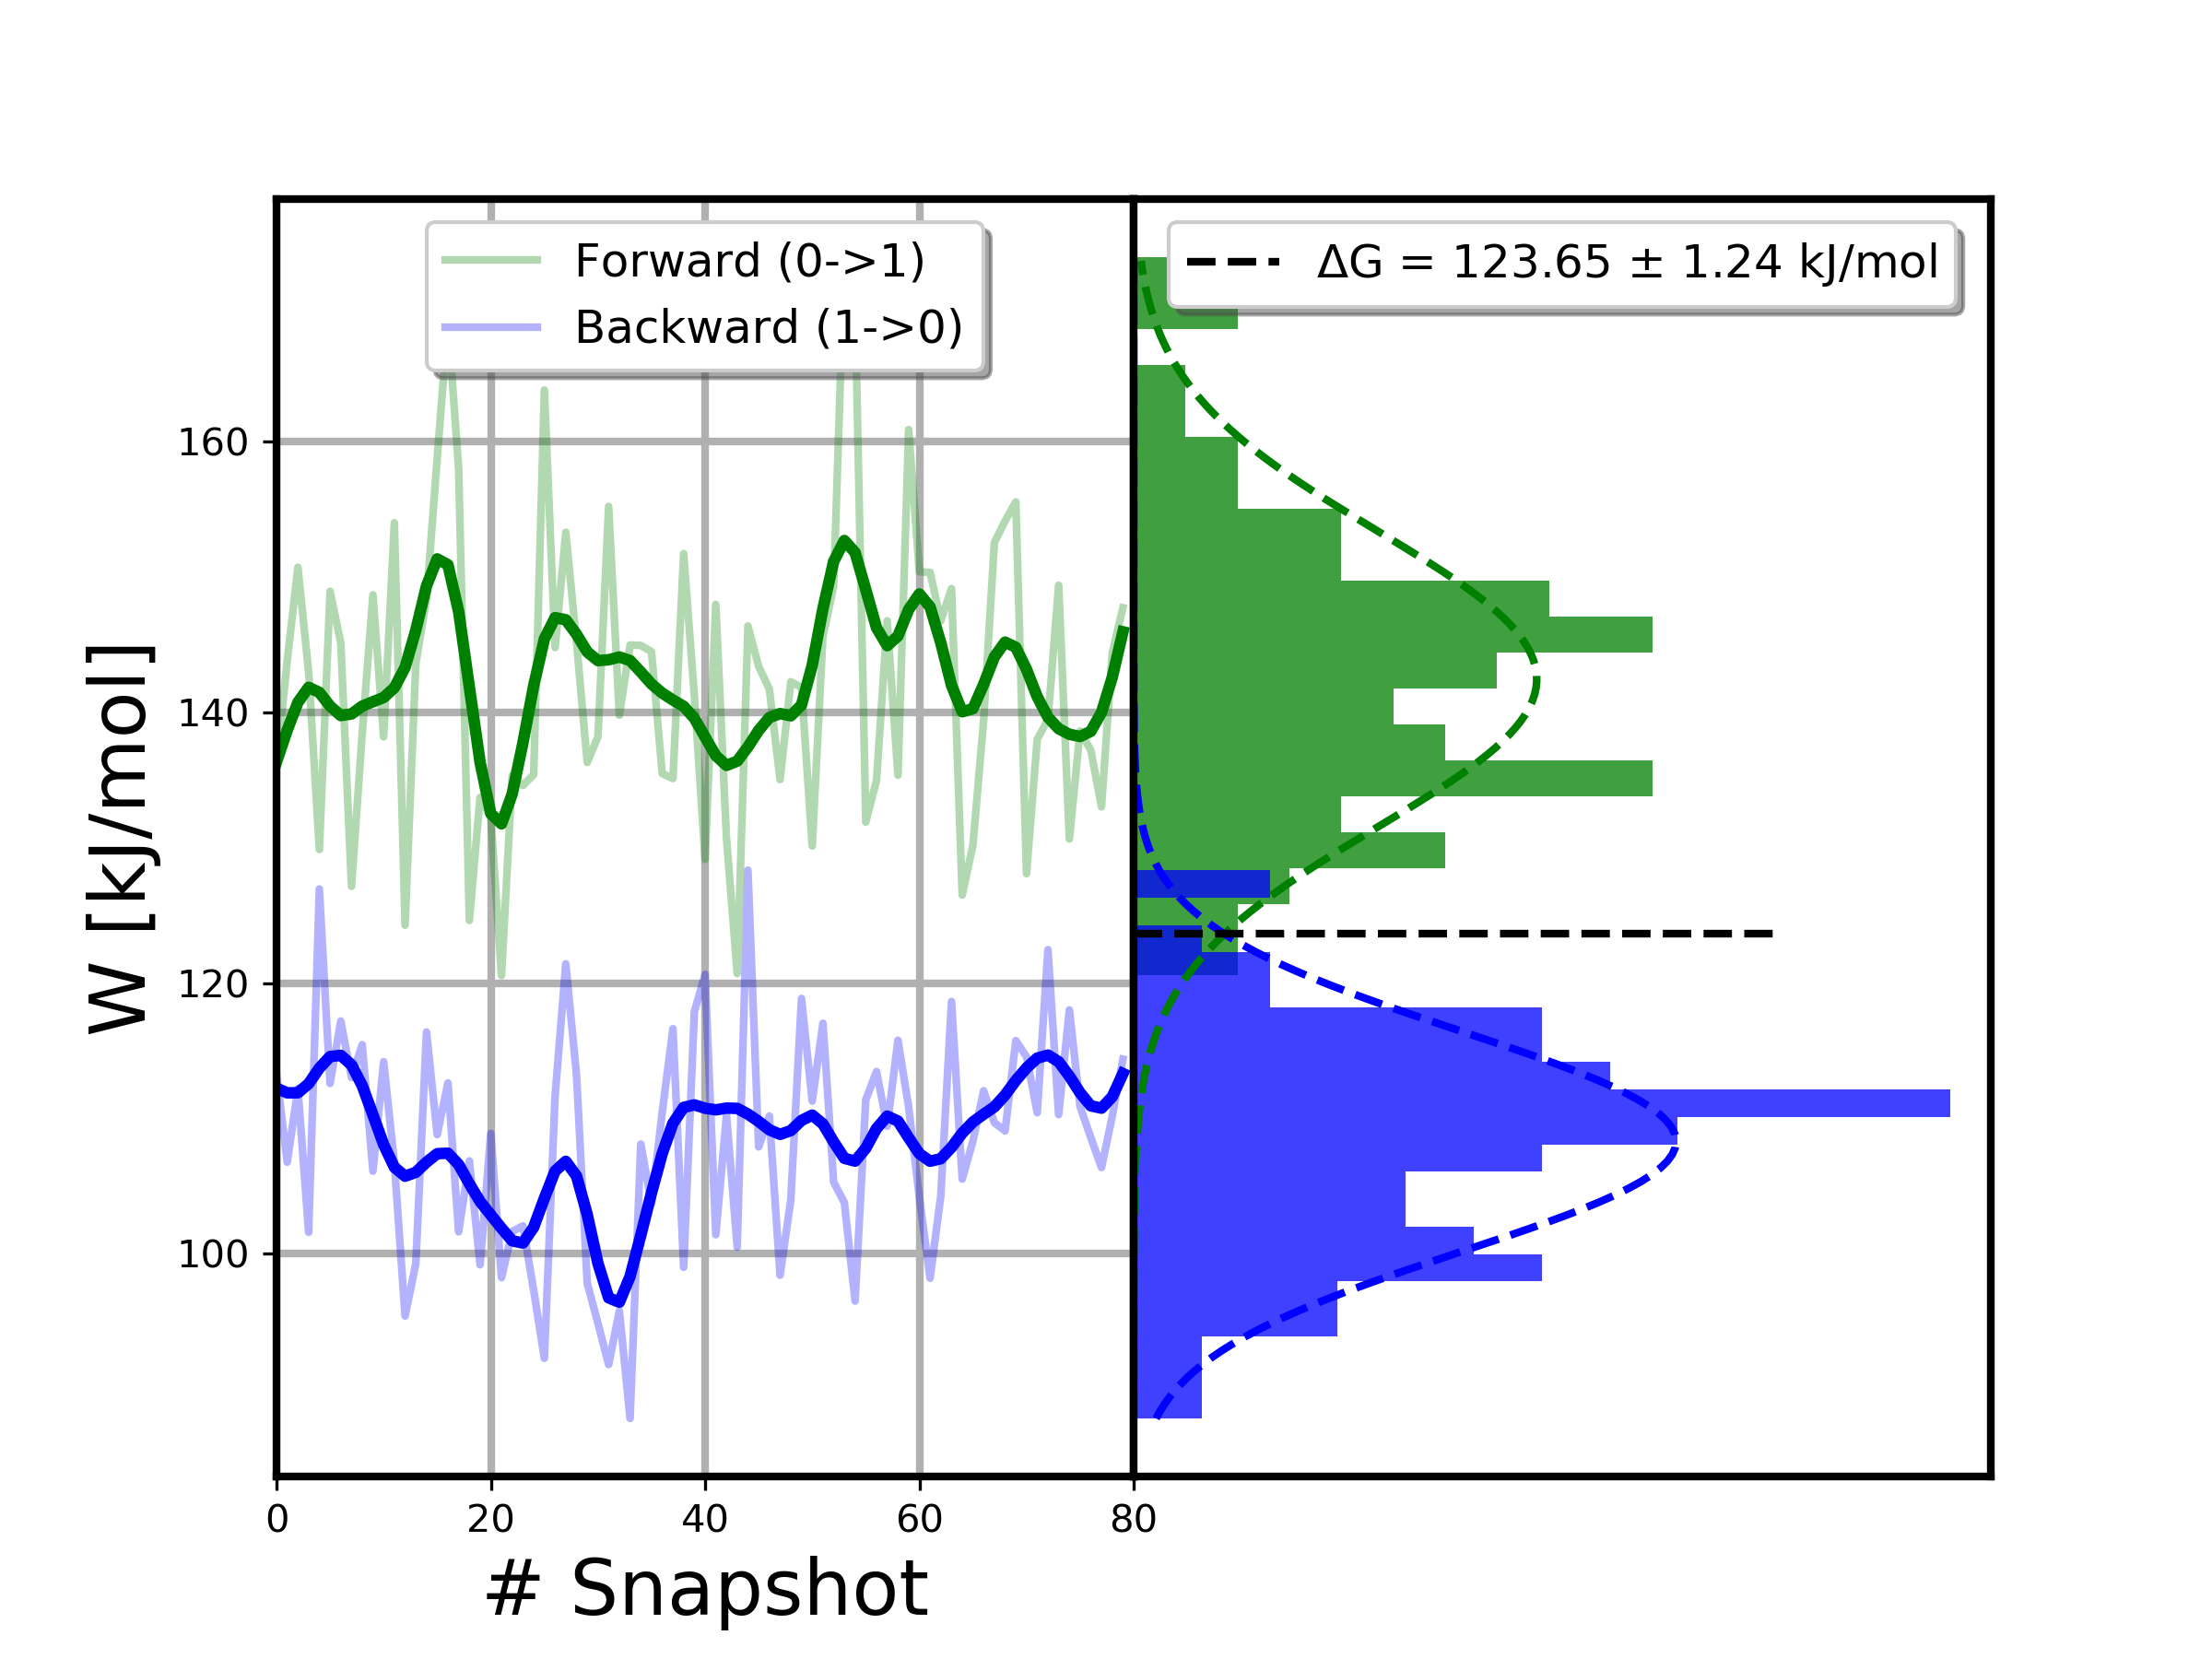 Forward (0->1)
Backward (1->0)
ΔG = 123.65 ± 1.24 kJ/mol
W [kJ/mol]
160
140
120
100
0 20 40 60 80
# Snapshot